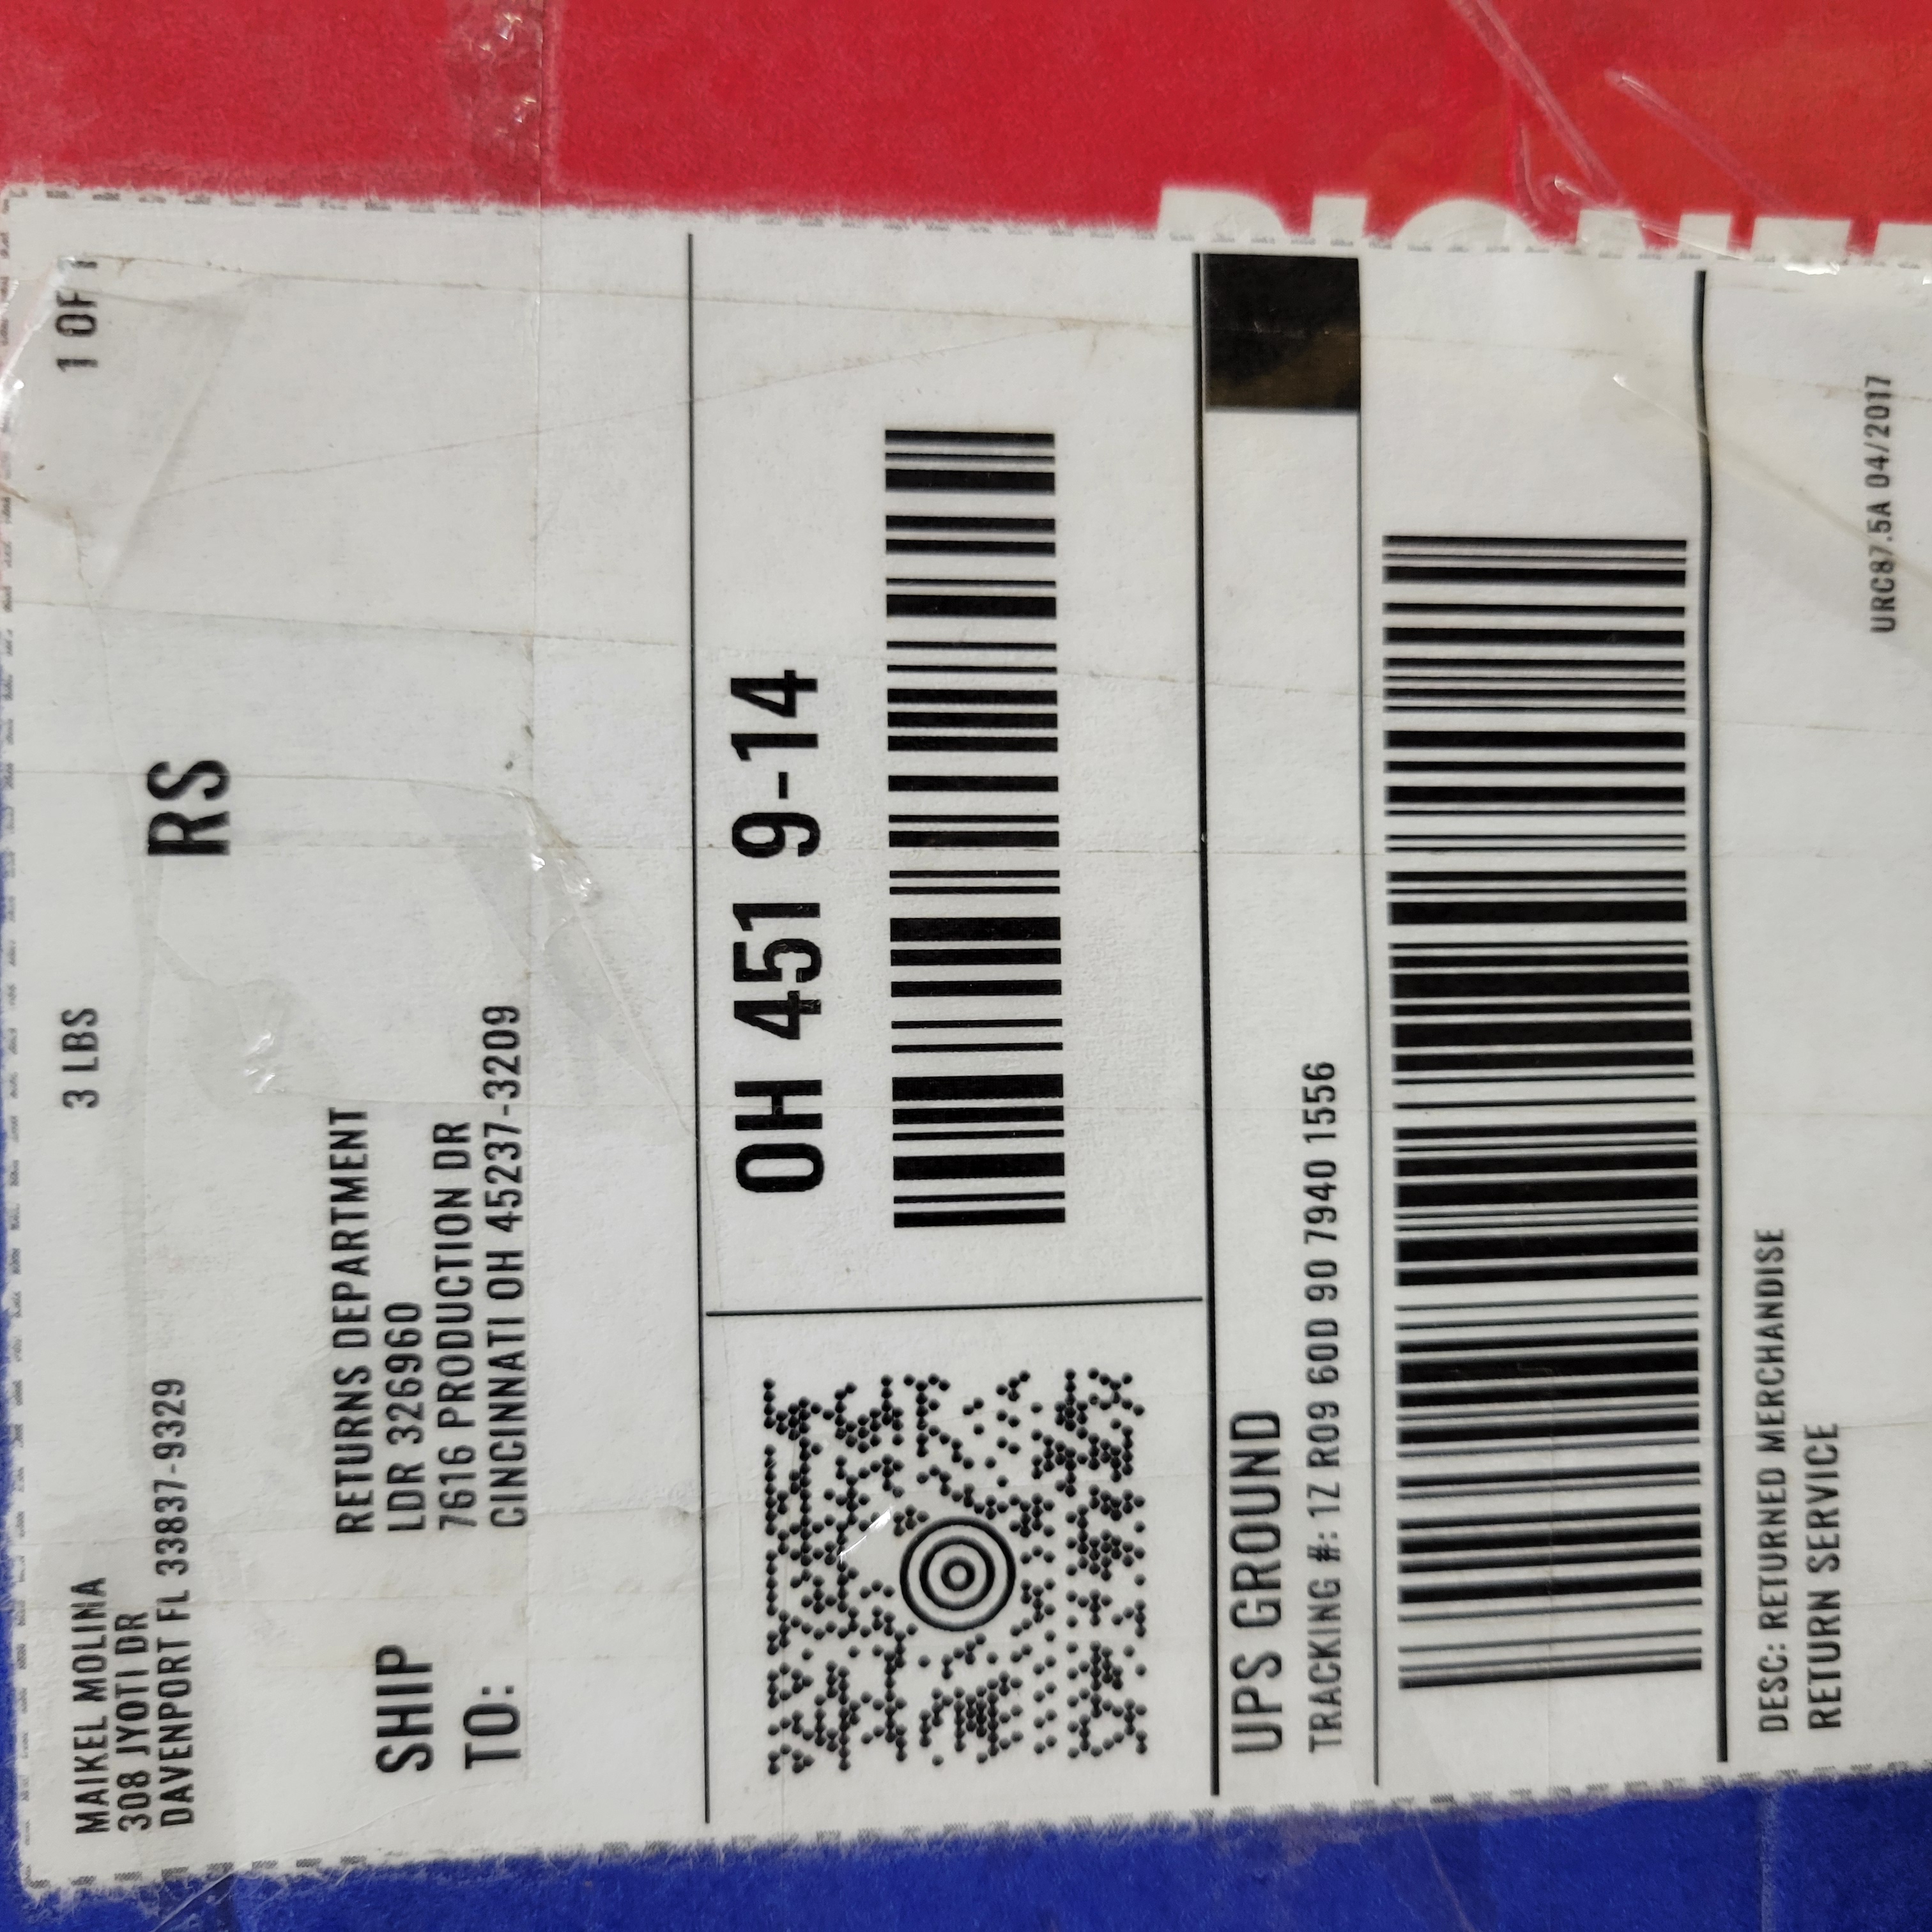 MAIKEL MOLINA
308 JYOTI DR
DAVENPORT FL 33837-9329
3 LBS
1 OF 1
RS
SHIP
TO:
RETURNS DEPARTMENT
LDR 326960
7616 PRODUCTION DR
CINCINNATI OH 45237-3209
OH 451 9-14
UPS GROUND
TRACKING #: 1Z R09 60D 90 7940 1556
DESC: RETURNED MERCHANDISE
RETURN SERVICE
URC87.5A 04/2017